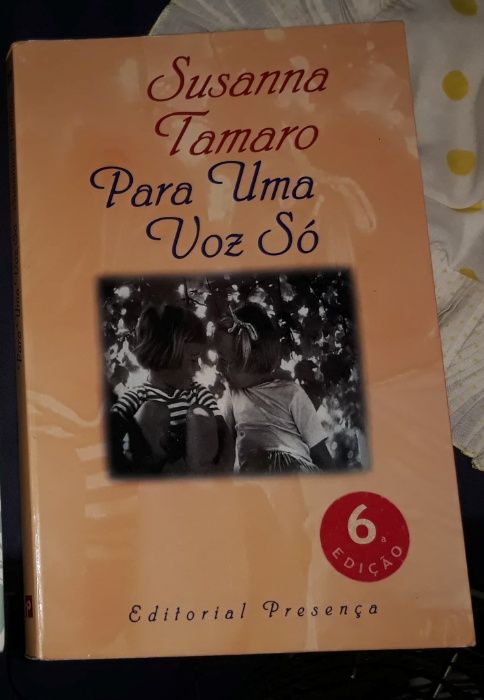 Susanna
Tamaro
Para Uma
Voz Só
6ª
EDIÇÃO
Editorial Presença